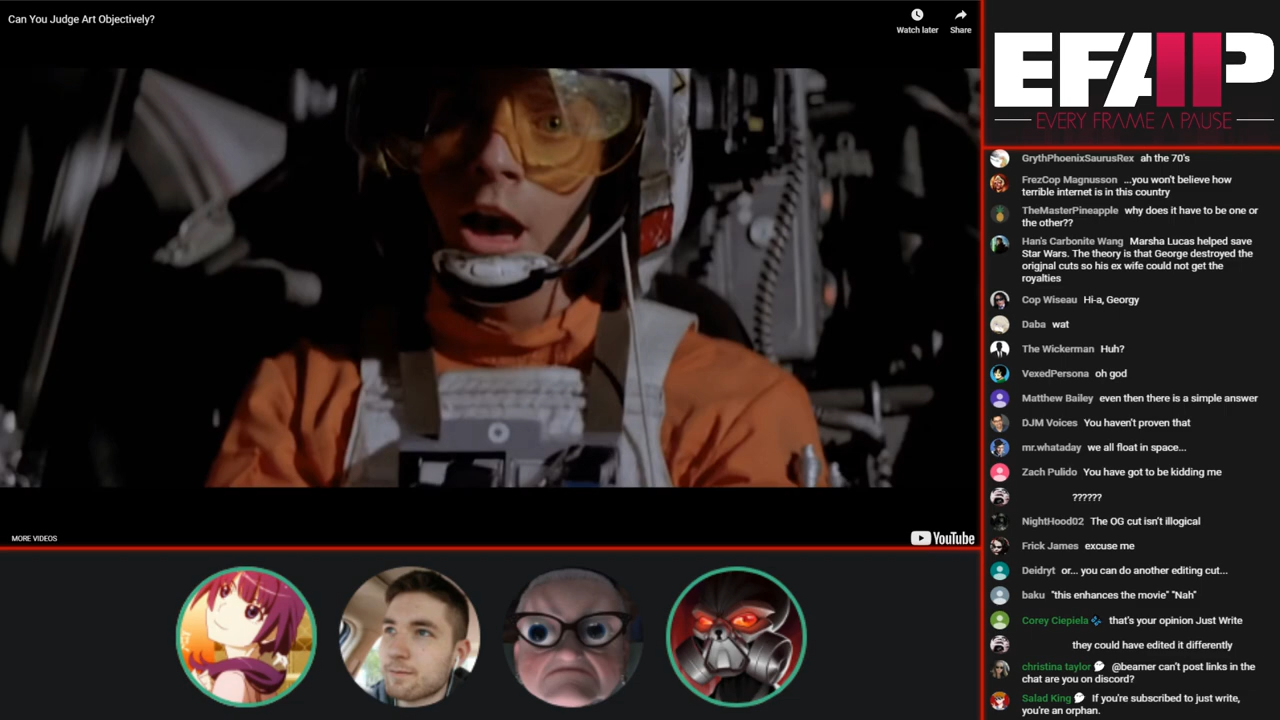 Can You Judge Art Objectively?
Watch later
Share
MORE VIDEOS
YouTube
EFAP
EVERY FRAME A PAUSE
GrythPhoenixSaurusRex ah the 70's
FrezCop Magnusson ...you won't believe how
terrible internet is in this country
TheMasterPineapple why does it have to be one or
the other??
Han's Carbonite Wang Marsha Lucas helped save
Star Wars. The theory is that George destroyed the
origjnal cuts so his ex wife could not get the
royalties
Cop Wiseau Hi-a, Georgy
Daba wat
The Wickerman Huh?
VexedPersona oh god
Matthew Bailey even then there is a simple answer
DJM Voices You haven't proven that
mr.whataday we all float in space...
Zach Pulido You have got to be kidding me
??????
NightHood02 The OG cut isn't illogical
Frick James excuse me
Deidryt or... you can do another editing cut...
baku "this enhances the movie" "Nah"
Corey Ciepiela that's your opinion Just Write
they could have edited it differently
christina taylor @beamer can't post links in the
chat are you on discord?
Salad King If you're subscribed to just write,
you're an orphan.